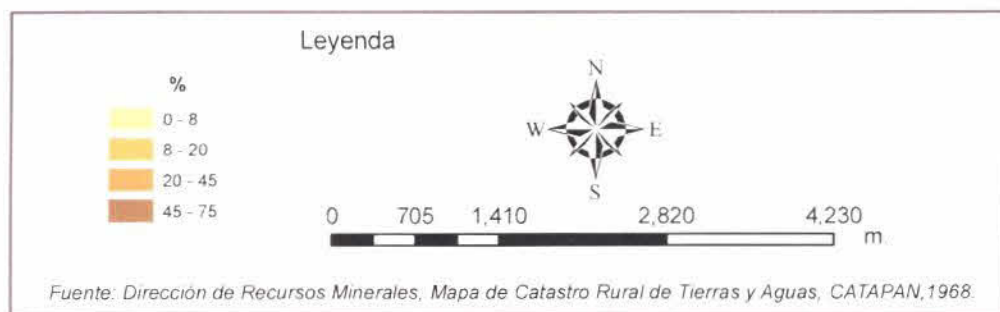 Leyenda
%
0 - 8
8 - 20
20 - 45
45 - 75
N
W E
S
0 705 1,410 2,820 4,230
m.
Fuente: Dirección de Recursos Minerales, Mapa de Catastro Rural de Tierras y Aguas, CATAPAN,1968.